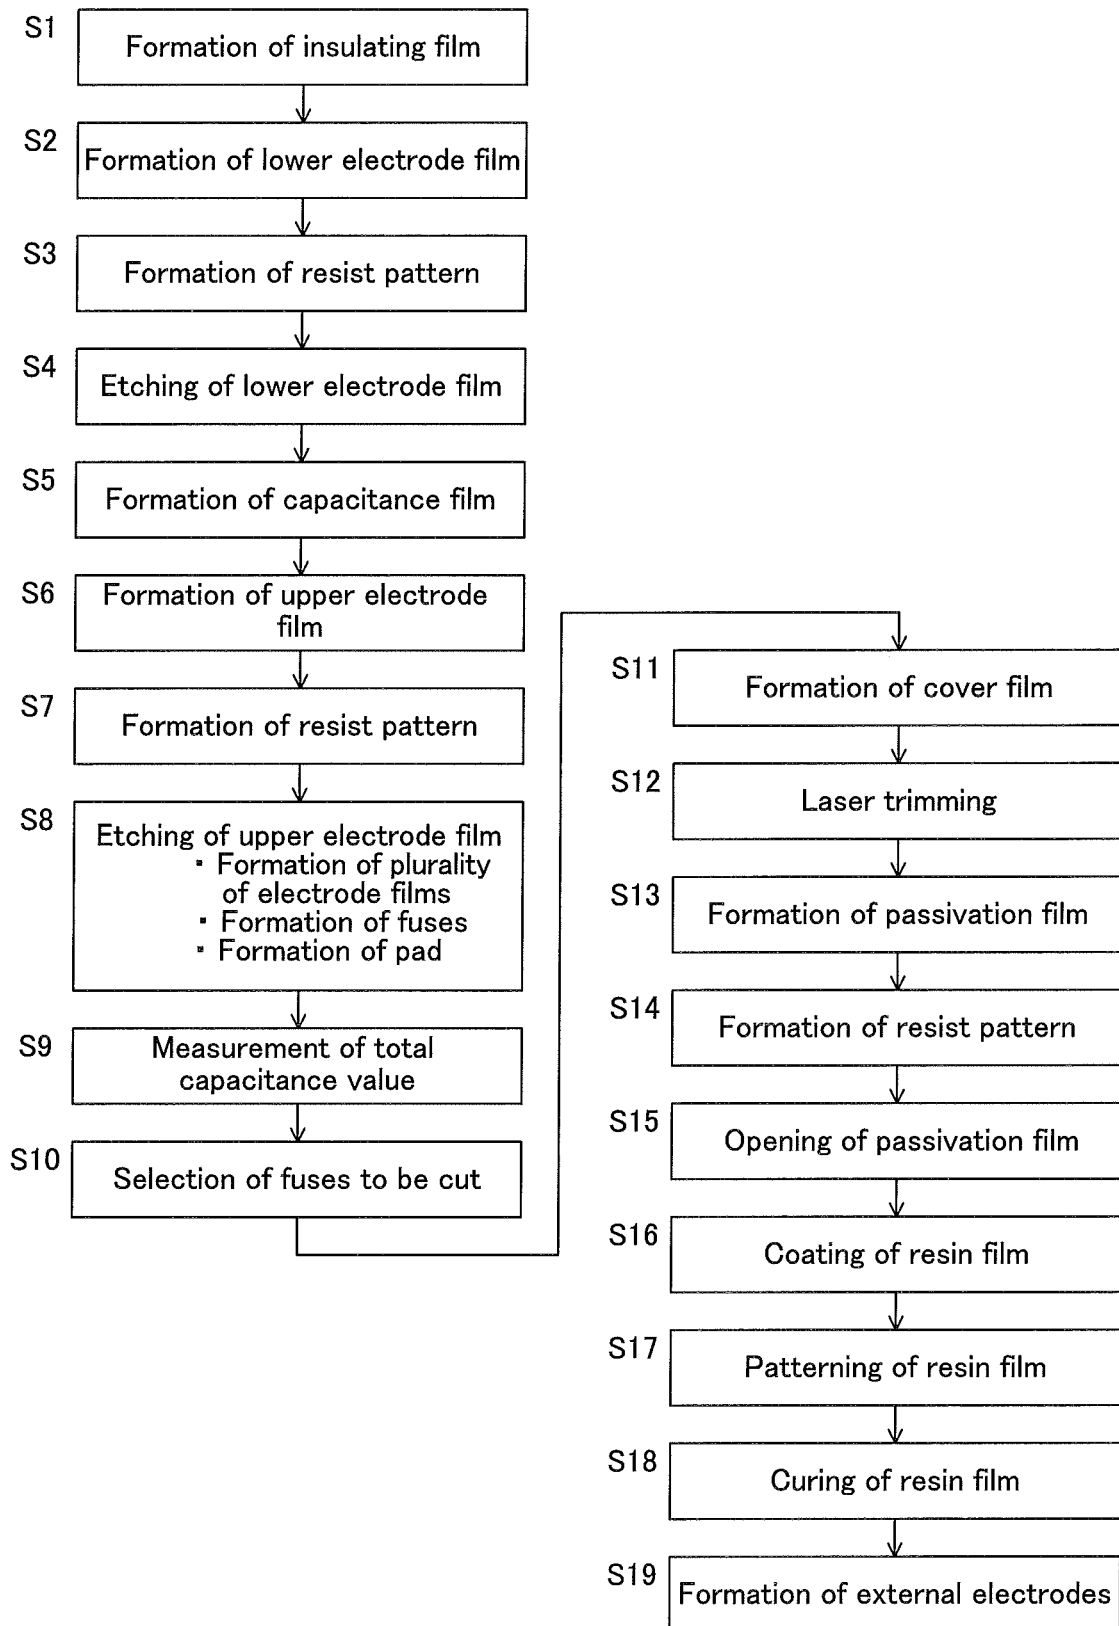 S1
Formation of insulating film
S2
Formation of lower electrode film
S3
Formation of resist pattern
S4
Etching of lower electrode film
S5
Formation of capacitance film
S6
Formation of upper electrode
film
S7
Formation of resist pattern
S8
Etching of upper electrode film
・ Formation of plurality
of electrode films
・ Formation of fuses
・ Formation of pad
S9
Measurement of total
capacitance value
S10
Selection of fuses to be cut
S11
Formation of cover film
S12
Laser trimming
S13
Formation of passivation film
S14
Formation of resist pattern
S15
Opening of passivation film
S16
Coating of resin film
S17
Patterning of resin film
S18
Curing of resin film
S19
Formation of external electrodes